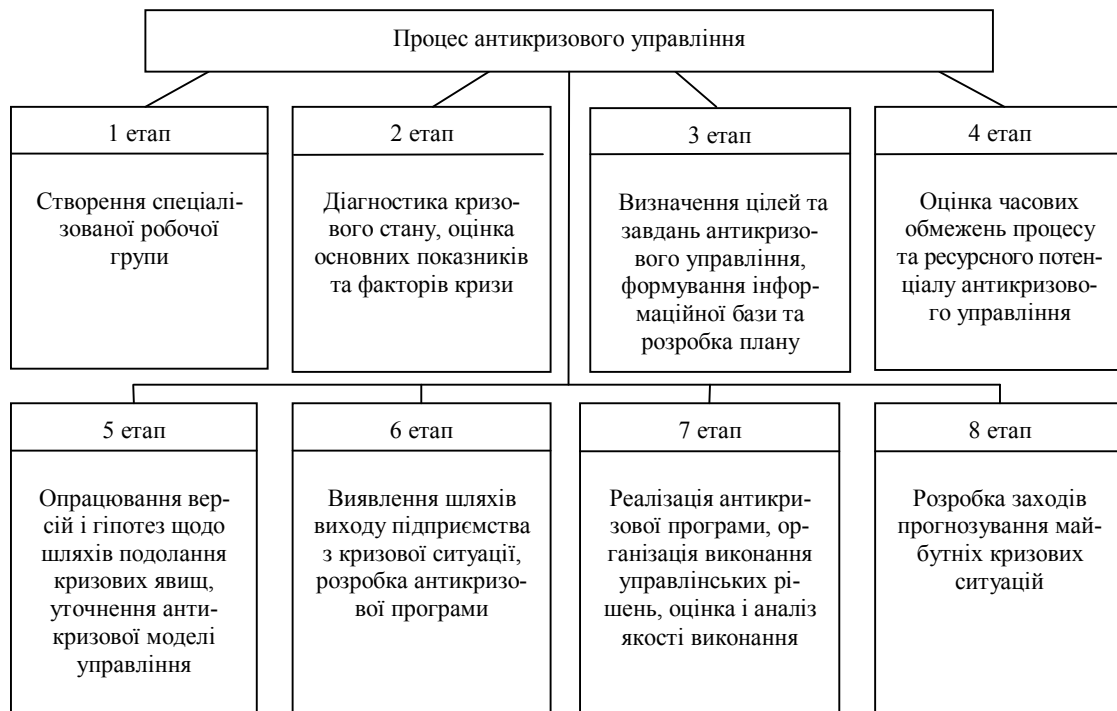 Процес антикризового управління
1 етап
Створення спеціалі-
зованої робочої
групи
2 етап
Діагностика кризо-
вого стану, оцінка
основних показників
та факторів кризи
3 етап
Визначення цілей та
завдань антикризо-
вого управління,
формування інфор-
маційної бази та
розробка плану
4 етап
Оцінка часових
обмежень процесу
та ресурсного потен-
ціалу антикризово-
го управління
5 етап
Опрацювання вер-
сій і гіпотез щодо
шляхів подолання
кризових явищ,
уточнення анти-
кризової моделі
управління
6 етап
Виявлення шляхів
виходу підприємства
з кризової ситуації,
розробка антикризо-
вої програми
7 етап
Реалізація антикри-
зової програми, ор-
ганізація виконання
управлінських рі-
шень, оцінка і аналіз
якості виконання
8 етап
Розробка заходів
прогнозування май-
бутніх кризових
ситуацій